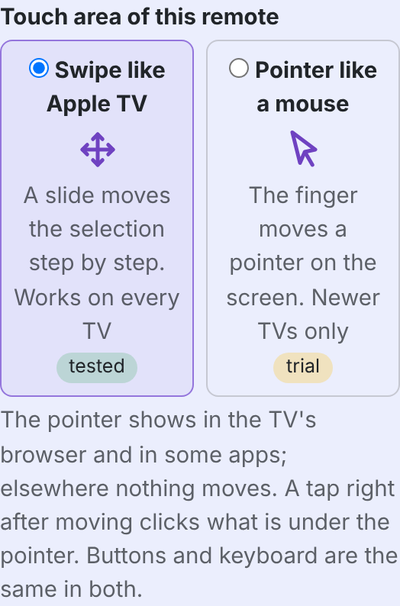 Touch area of this remote
Swipe like
Apple TV
A slide moves
the selection
step by step.
Works on every
TV
tested
Pointer like
a mouse
The finger
moves a
pointer on the
screen. Newer
TVs only
trial
The pointer shows in the TV's
browser and in some apps;
elsewhere nothing moves. A tap right
after moving clicks what is under the
pointer. Buttons and keyboard are the
same in both.